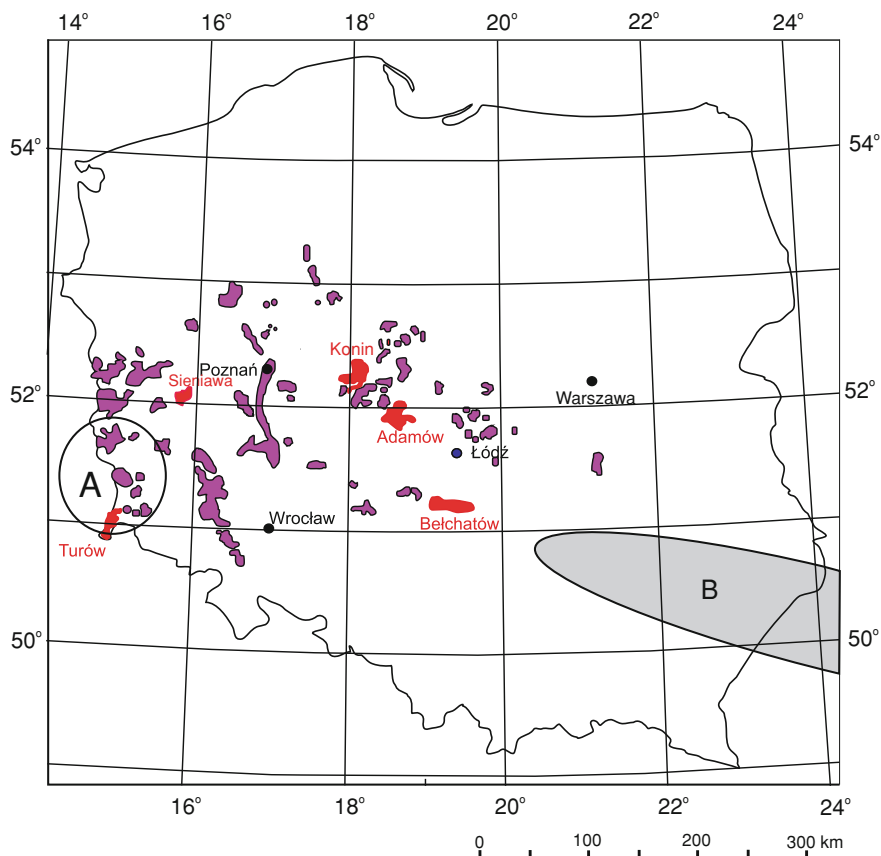 14° 16° 18° 20° 22° 24°
54° 54°
Konin
Poznań
Sieniawa
52° 52°
Warszawa
Adamów
Łódź
A
Wrocław
Bełchatów
Turów
B
50° 50°
16° 18° 20° 22° 24°
0 100 200 300 km